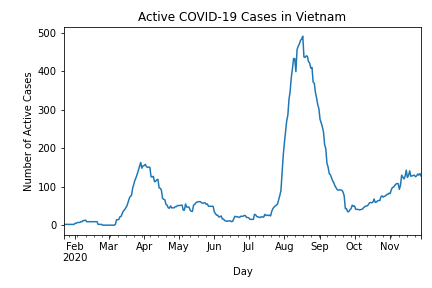 Active COVID-19 Cases in Vietnam
Number of Active Cases
500
400
300
200
100
0
Feb Mar Apr May Jun Jul Aug Sep Oct Nov
2020
Day